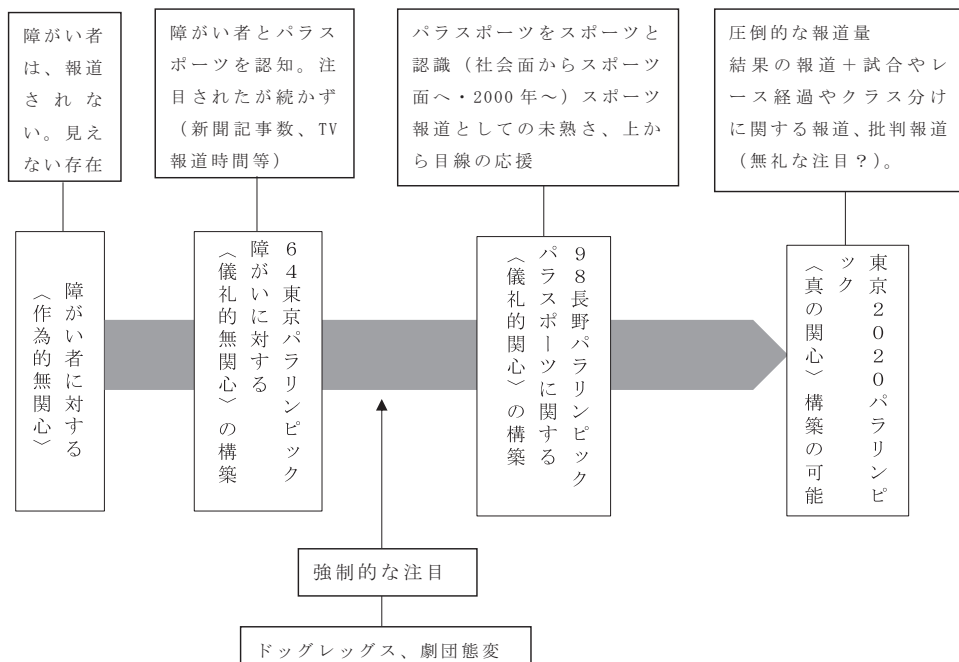 障がい者
は、報道
されな
い。見え
ない存在
障がい者とパラス
ポーツを認知。注
目されたが続かず
（新聞記事数、TV
報道時間等）
パラスポーツをスポーツと
認識（社会面からスポーツ
面へ・2000年～）スポーツ
報道としての未熟さ、上か
ら目線の応援
圧倒的な報道量
結果の報道＋試合やレ
ース経過やクラス分け
に関する報道、批判報道
（無礼な注目？）。
障がい者に対する
〈作為的無関心〉
６４東京パラリンピック
障がいに対する
〈儀礼的無関心〉の構築
９８長野パラリンピック
パラスポーツに関する
〈儀礼的関心〉の構築
東京２０２０パラリンピ
ック
〈真の関心〉構築の可能
強制的な注目
ドッグレッグス、劇団態変